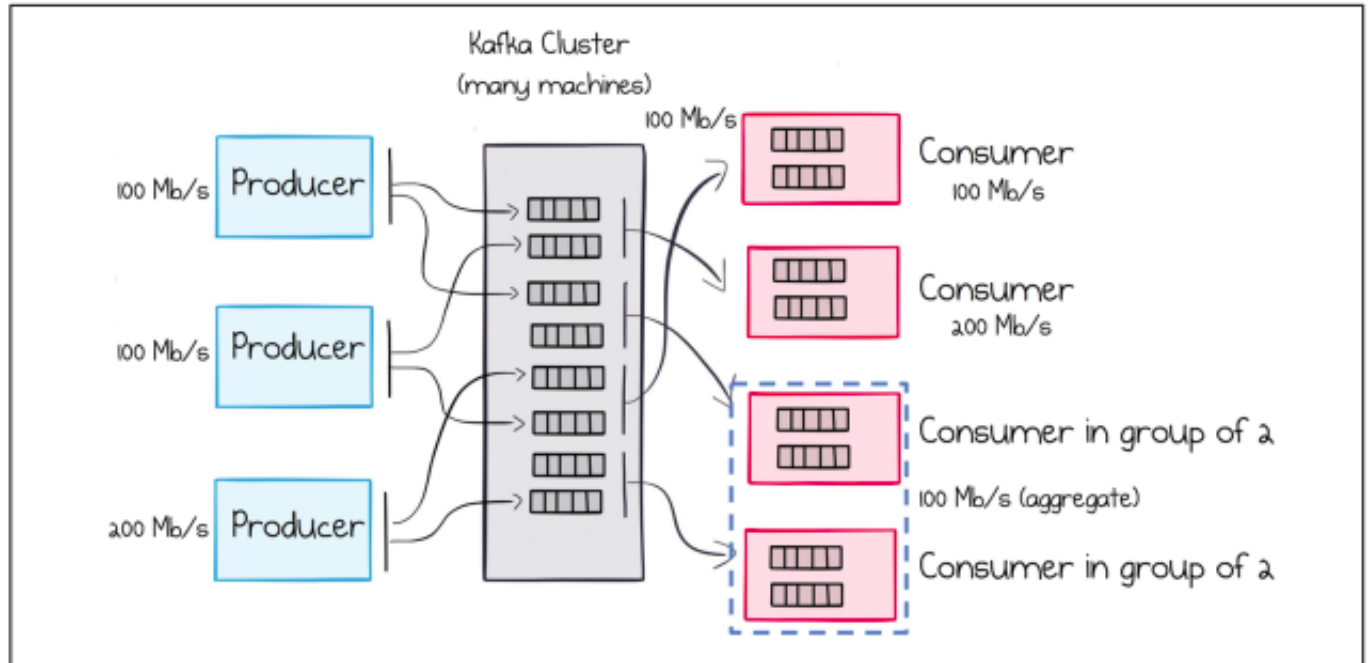 Kafka Cluster
(many machines)
100 Mb/s
Producer
100 Mb/s
Producer
200 Mb/s
Producer
100 Mb/s
Consumer
100 Mb/s
Consumer
200 Mb/s
Consumer in group of 2
100 Mb/s (aggregate)
Consumer in group of 2